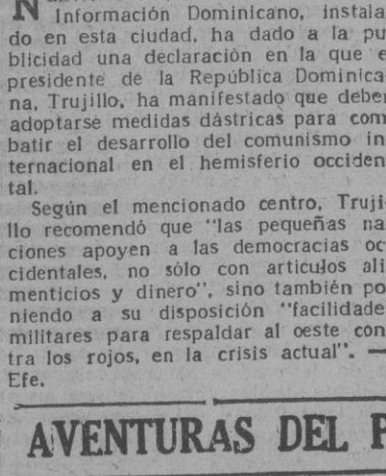 Información Dominicano, instala
do en esta ciudad, ha dado a la pu
blicidad una declaración en la que e
presidente de la República Dominica
na, Trujillo, ha manifestado que deben
adoptarse medidas dástricas para com
batir el desarrollo del comunismo in
ternacional en el hemisferio occiden
tal.
Según el mencionado centro, Truji-
llo recomendó que "las pequeñas na
ciones apoyen a las democracias oc
cidentales, no sólo con articulos ali
menticios y dinero", sino también po
niendo a su disposición "facilidade
militares para respaldar al oeste con
tra los rojos, en la crisis actual". —
Efe.
AVENTURAS DEL P